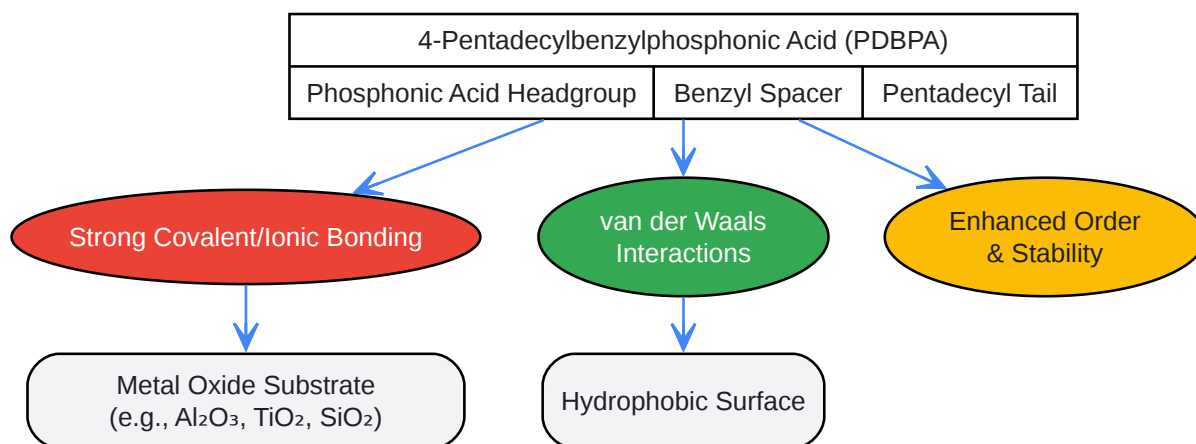 4-Pentadecylbenzylphosphonic Acid (PDBPA)
Phosphonic Acid Headgroup
Benzyl Spacer
Pentadecyl Tail
Strong Covalent/Ionic Bonding
van der Waals
Interactions
Enhanced Order
& Stability
Metal Oxide Substrate
(e.g., Al₂O₃, TiO₂, SiO₂)
Hydrophobic Surface